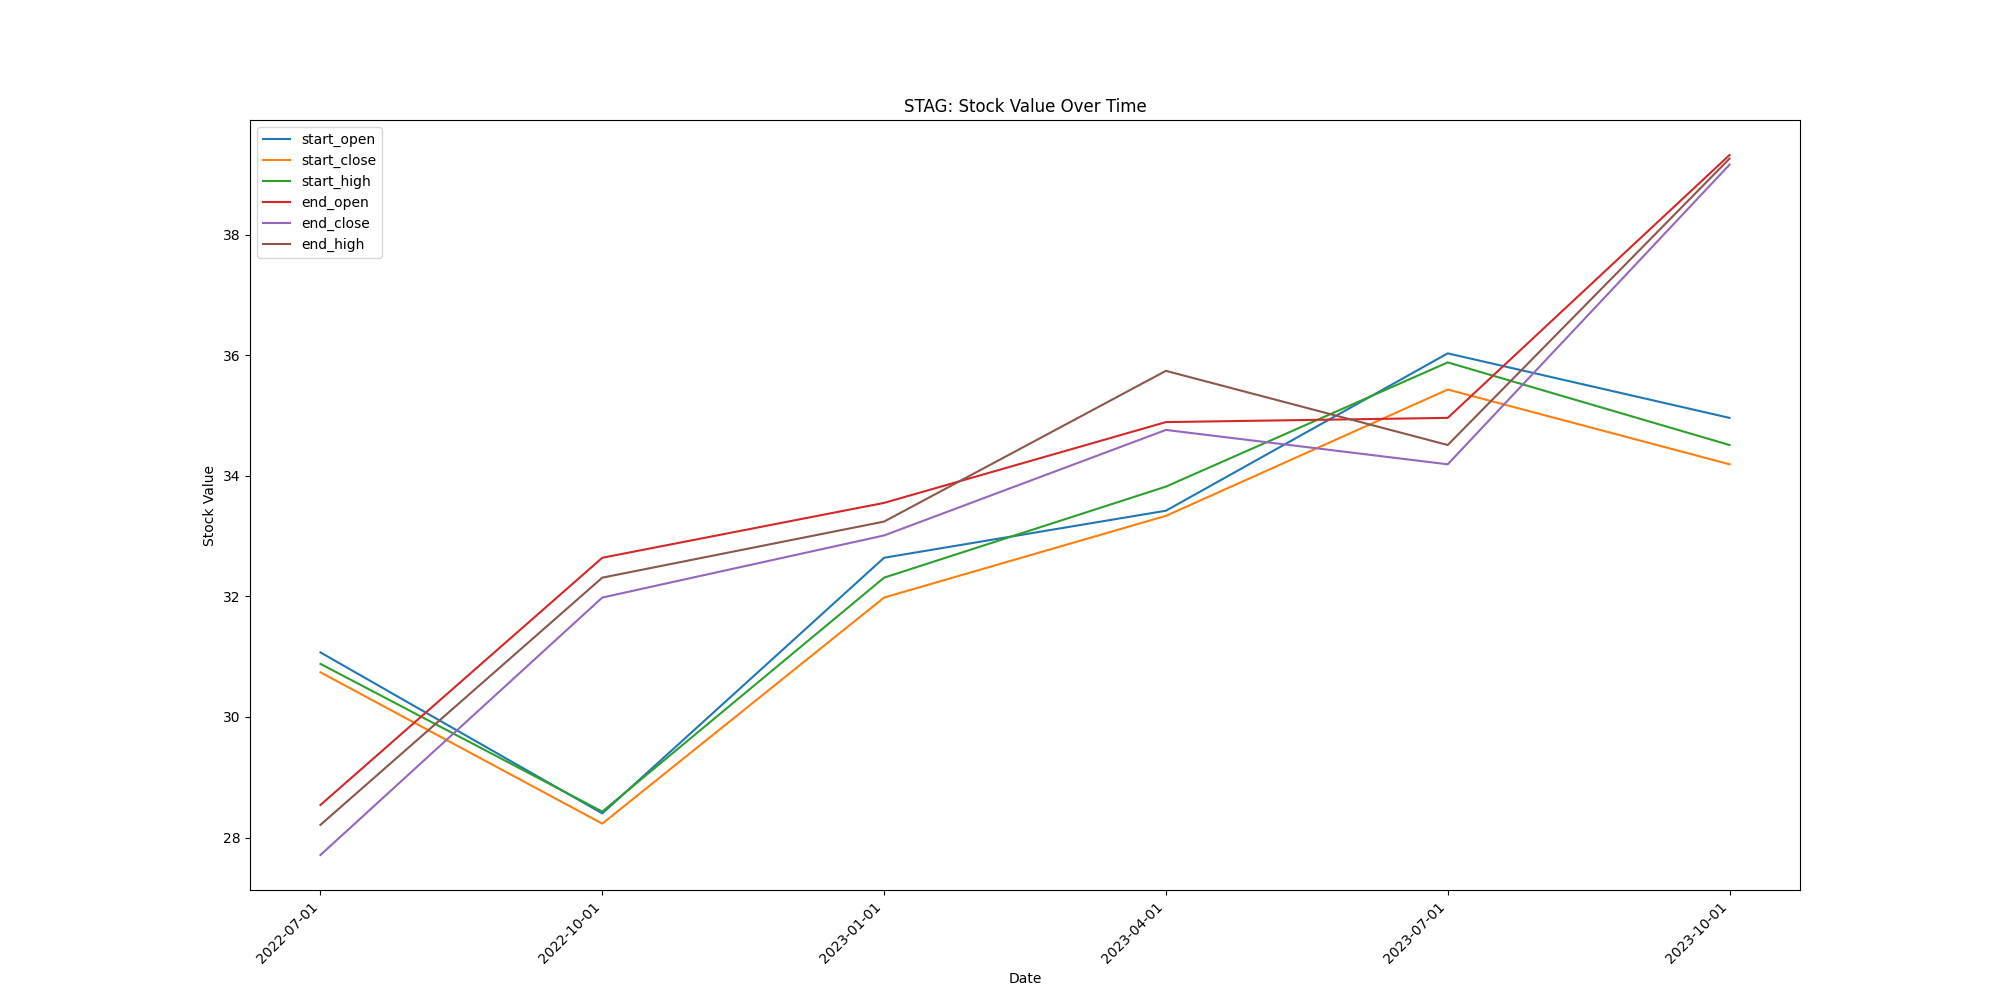 STAG: Stock Value Over Time
start_open
start_close
start_high
end_open
end_close
end_high
38
36
34
32
30
28
Stock Value
2022-07-01
2022-10-01
2023-01-01
2023-04-01
2023-07-01
2023-10-01
Date